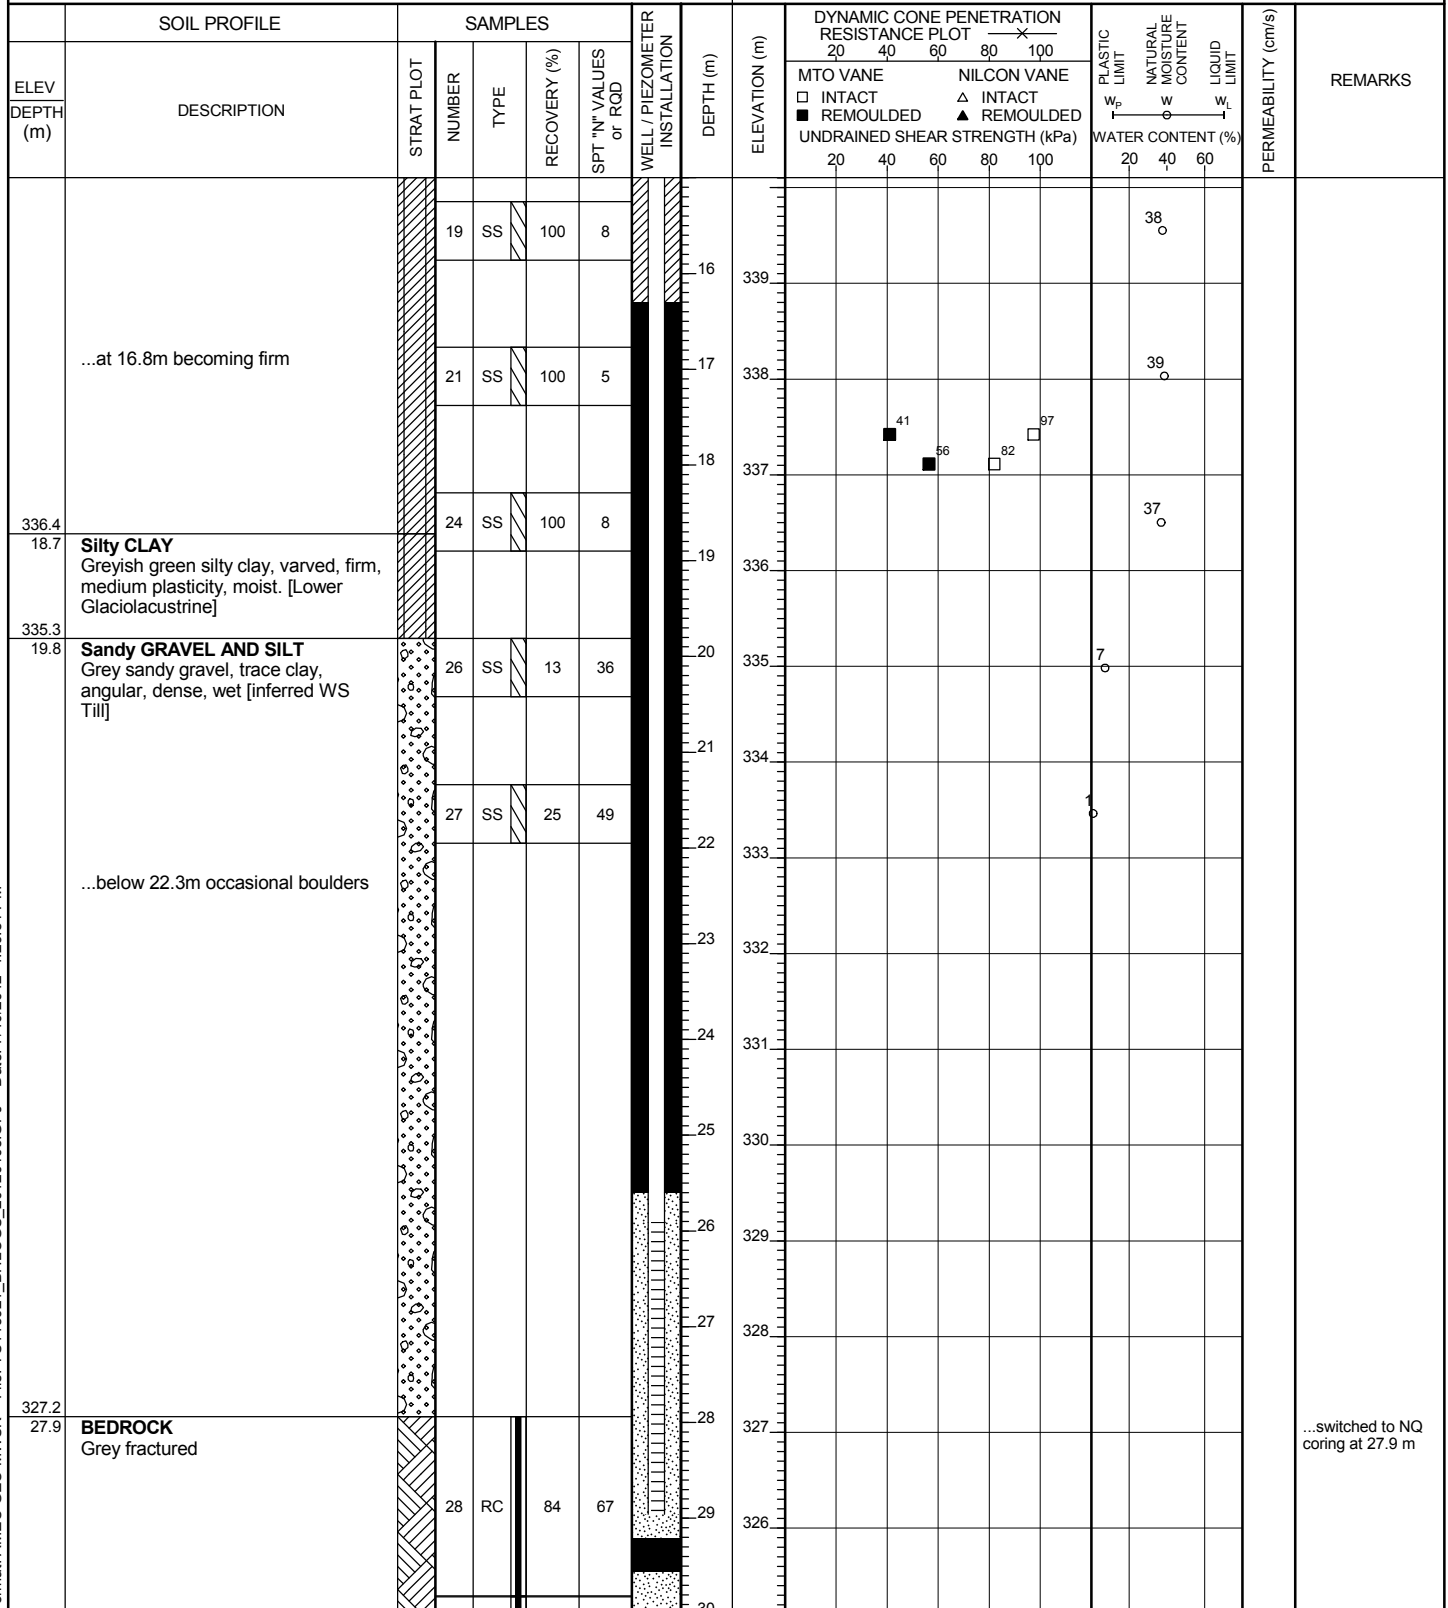 SOIL PROFILE
SAMPLES
ELEV
DEPTH
(m)
DESCRIPTION
STRAT PLOT
NUMBER
TYPE
RECOVERY (%)
SPT "N" VALUES
or RQD
WELL / PIEZOMETER
INSTALLATION
DEPTH (m)
ELEVATION (m)
DYNAMIC CONE PENETRATION
RESISTANCE PLOT
20 40 60 80 100
MTO VANE NILCON VANE
INTACT INTACT
REMOULDED REMOULDED
UNDRAINED SHEAR STRENGTH (kPa)
20 40 60 80 100
PLASTIC
LIMIT
NATURAL
MOISTURE
CONTENT
LIQUID
LIMIT
WP W WL
WATER CONTENT (%)
20 40 60
PERMEABILITY (cm/s)
REMARKS
19 SS 100 8
38
16
339
...at 16.8m becoming firm
17
21 SS 100 5
338
39
41 97
56 82
18
337
24 SS 100 8
37
336.4
18.7 Silty CLAY
Greyish green silty clay, varved, firm,
medium plasticity, moist. [Lower
Glaciolacustrine]
19
336
335.3
19.8 Sandy GRAVEL AND SILT
Grey sandy gravel, trace clay,
angular, dense, wet [inferred WS
Till]
20
26 SS 13 36
335
7
21
334
27 SS 25 49
1
22
333
...below 22.3m occasional boulders
23
332
24
331
25
330
26
329
27
328
327.2
27.9 BEDROCK
Grey fractured
28
327
...switched to NQ
coring at 27.9 m
28 RC 84 67
29
326